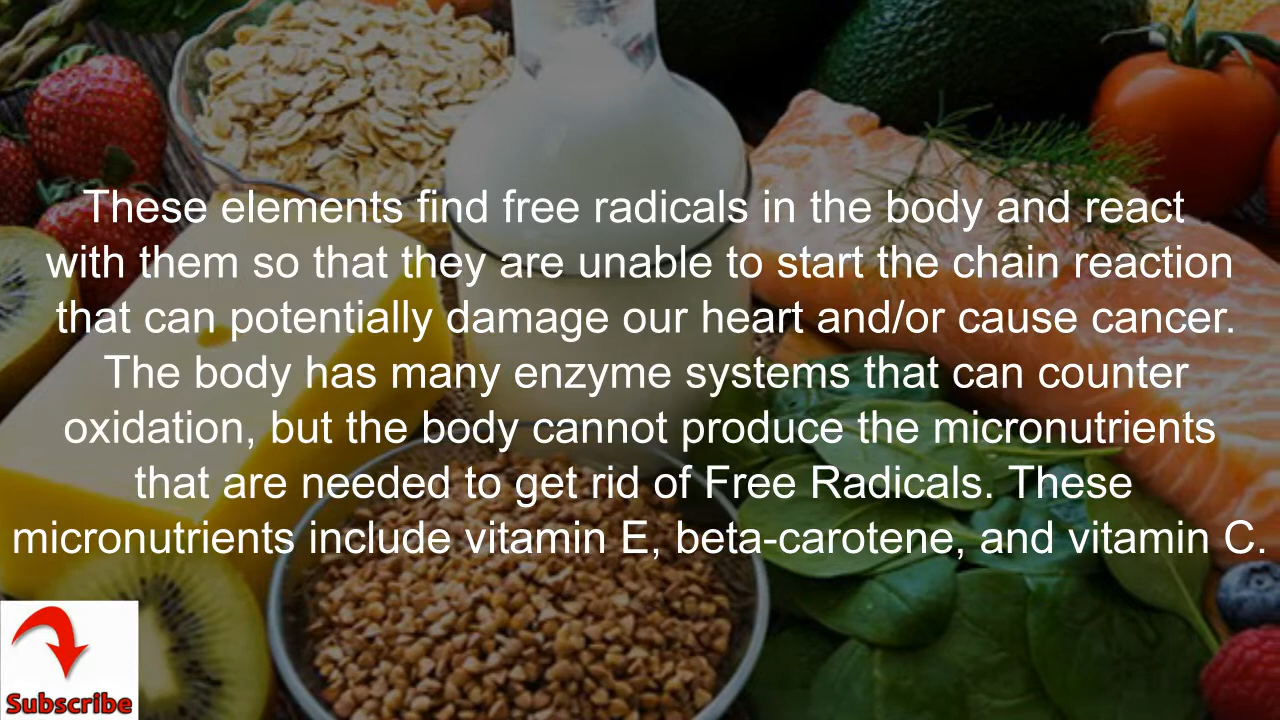 These elements find free radicals in the body and react
with them so that they are unable to start the chain reaction
that can potentially damage our heart and/or cause cancer.
The body has many enzyme systems that can counter
oxidation, but the body cannot produce the micronutrients
that are needed to get rid of Free Radicals. These
micronutrients include vitamin E, beta-carotene, and vitamin C.
Subscribe